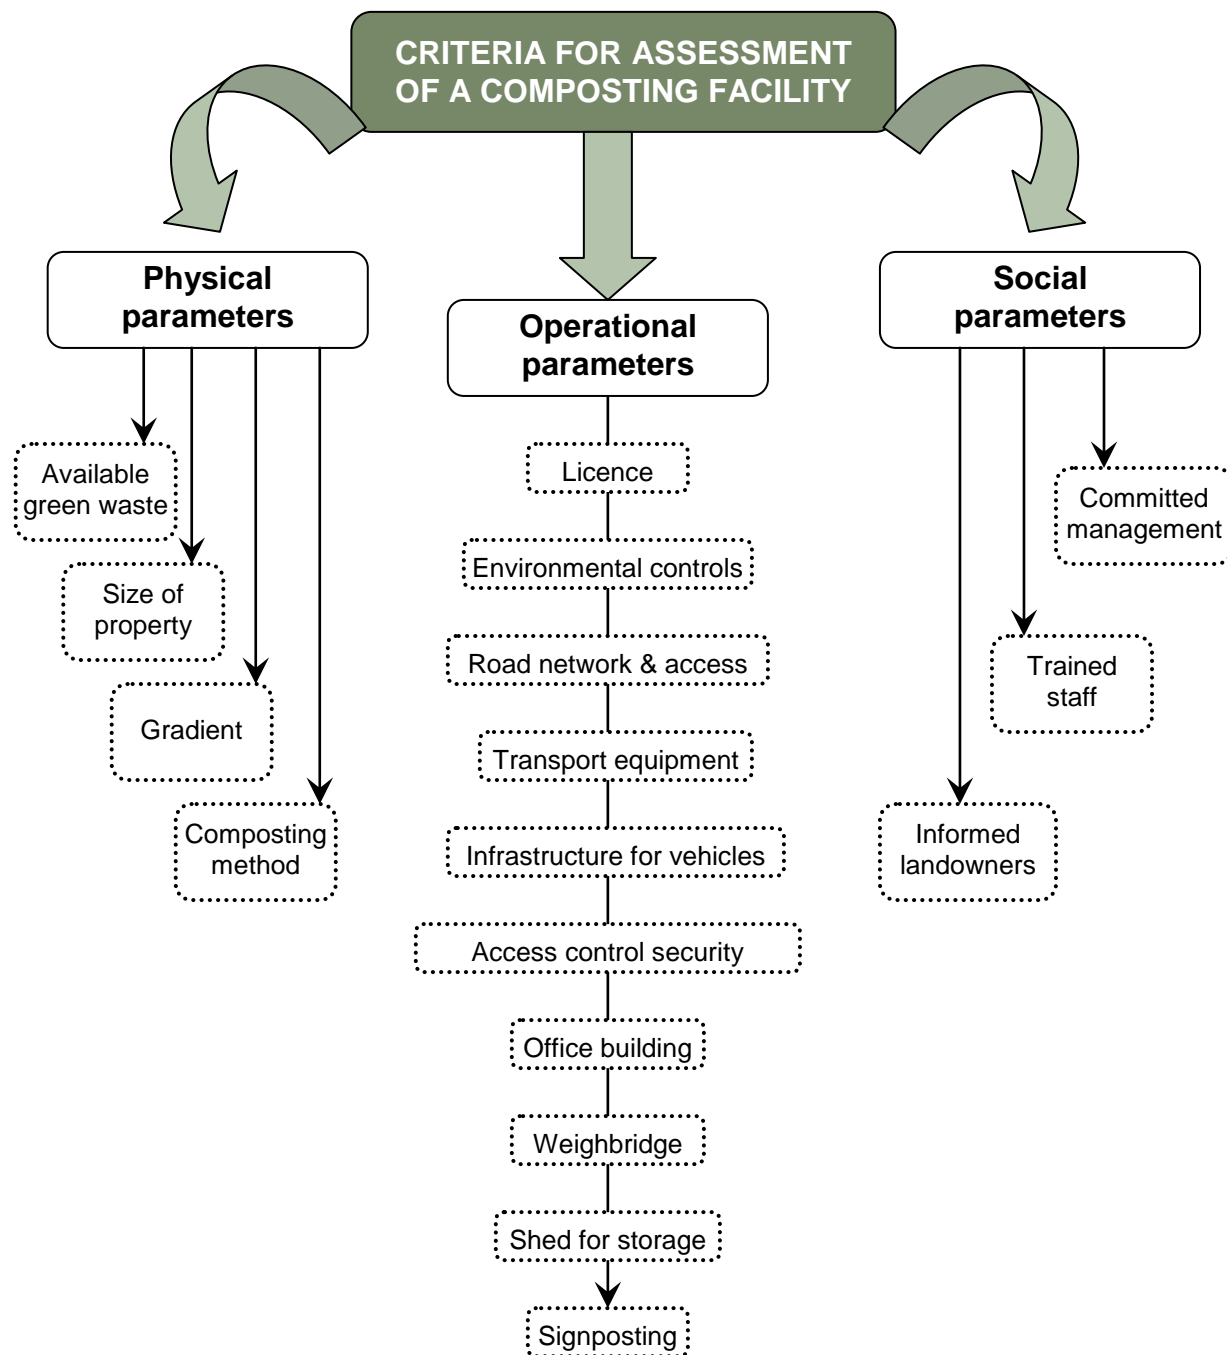 CRITERIA FOR ASSESSMENT
OF A COMPOSTING FACILITY
Physical
parameters
Available
green waste
Size of
property
Gradient
Composting
method
Operational
parameters
Licence
Environmental controls
Road network & access
Transport equipment
Infrastructure for vehicles
Access control security
Office building
Weighbridge
Shed for storage
Signposting
Social
parameters
Committed
management
Trained
staff
Informed
landowners